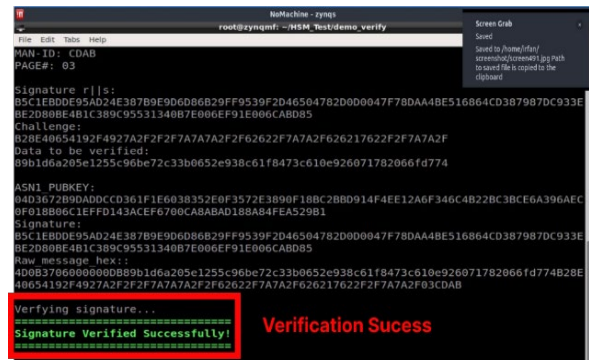 NoMachine - zynqs
root@zynqmf: ~/HSM_Test/demo_verify
File Edit Tabs Help
Screen Grab
Saved
Saved to /home/irfan/
screenshot/screen491.jpg Path
to saved file is copied to the
clipboard
MAN-ID: CDAB
PAGE#: 03
Signature r||s:
B5C1EBDDE95AD24E387B9E9D6D86B29FF9539F2D46504782D0D0047F78DAA4BE516864CD387987DC933E
BE2D80BE4B1C389C95531340B7E006EF91E006CABD85
Challenge:
B28E40654192F4927A2F2F2F7A7A7A2F2F62622F7A7A2F626217622F2F7A7A2F
Data to be verified:
89b1d6a205e1255c96be72c33b0652e938c61f8473c610e926071782066fd774
ASN1_PUBKEY:
04D3672B9DADDCCD361F1E6038352E0F3572E3890F18BC2BBD914F4EE12A6F346C4B22BC3BCE6A396AEC
0F018B06C1EFFD143ACEF6700CA8ABAD188A84FEA529B1
Signature:
B5C1EBDDE95AD24E387B9E9D6D86B29FF9539F2D46504782D0D0047F78DAA4BE516864CD387987DC933E
BE2D80BE4B1C389C95531340B7E006EF91E006CABD85
Raw_message_hex::
4D0B3706000000DB89b1d6a205e1255c96be72c33b0652e938c61f8473c610e926071782066fd774B28E
40654192F4927A2F2F2F7A7A7A2F2F62622F7A7A2F626217622F2F7A7A2F03CDAB
Verfying signature...
================================
Signature Verified Successfully!
================================
Verification Sucess